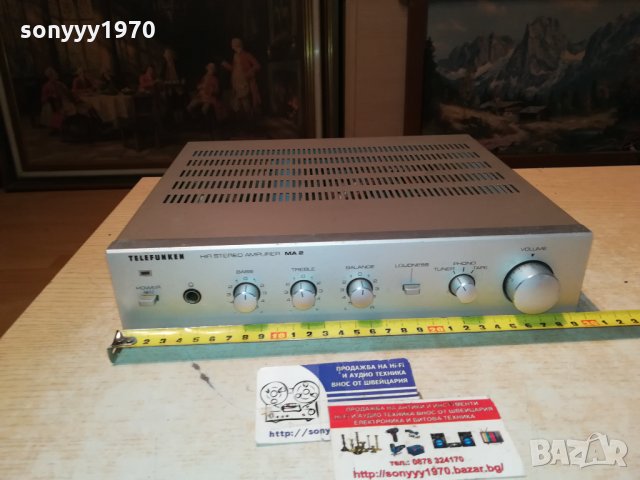 sonyyy1970
sonyyy1970
TELEFUNKEN HiFi STEREO AMPLIFIER MA 2
POWER
BASS
TREBLE
BALANCE
LOUDNESS
TUNER PHONO TAPE
VOLUME
ПРОДАЖБА НА Hi-Fi
И АУДИО ТЕХНИКА
ВНОС ОТ ШВЕЙЦАРИЯ
http://sony
ПРОДАЖБА НА АНТИКИ И ИНСТРУМЕНТИ
Hi-Fi И АУДИО ТЕХНИКА ВНОС ОТ ШВЕЙЦАРИЯ
ЕЛЕКТРОНИКА И БИТОВА ТЕХНИКА
тел.: 0878 324170
http://sonyyy1970.bazar.bg/
bazar.bg